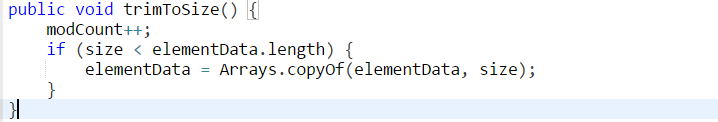 public void trimToSize() {
    modCount++;
    if (size < elementData.length) {
        elementData = Arrays.copyOf(elementData, size);
    }
}